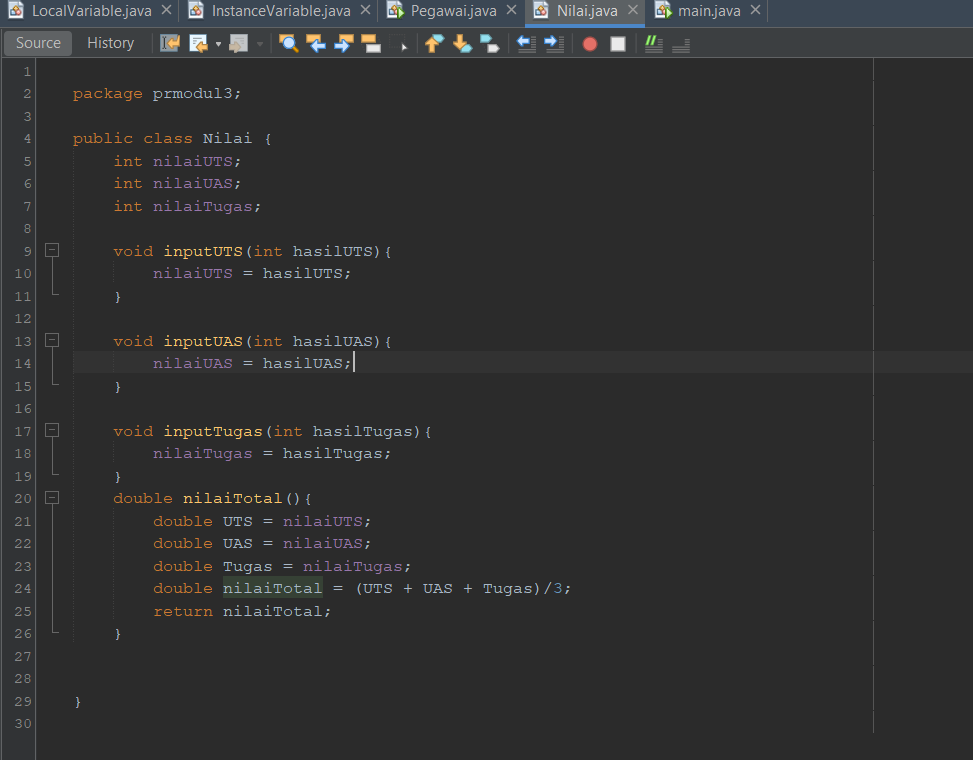 LocalVariable.java InstanceVariable.java Pegawai.java Nilai.java main.java
Source History
1
2 package prmodul3;
3
4 public class Nilai {
5 int nilaiUTS;
6 int nilaiUAS;
7 int nilaiTugas;
8
9 void inputUTS(int hasilUTS){
10 nilaiUTS = hasilUTS;
11 }
12
13 void inputUAS(int hasilUAS){
14 nilaiUAS = hasilUAS;
15 }
16
17 void inputTugas(int hasilTugas){
18 nilaiTugas = hasilTugas;
19 }
20 double nilaiTotal(){
21 double UTS = nilaiUTS;
22 double UAS = nilaiUAS;
23 double Tugas = nilaiTugas;
24 double nilaiTotal = (UTS + UAS + Tugas)/3;
25 return nilaiTotal;
26 }
27
28
29 }
30